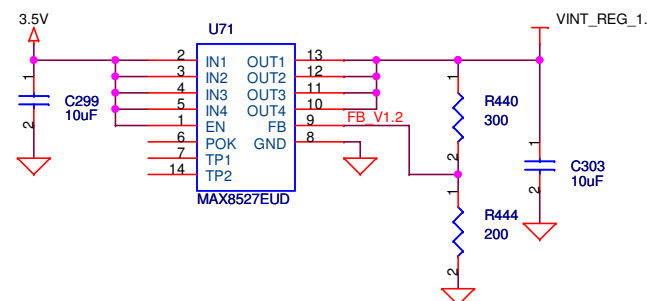 3.5V
VINT_REG_1.
U71
2 IN1 OUT1 13
3 IN2 OUT2 12
4 IN3 OUT3 11
5 IN4 OUT4 10
1 EN FB 9 FB_V1.2
6 POK GND 8
7 TP1
14 TP2
MAX8527EUD
1
C299
10uF
2
1
R440
300
2
1
C303
10uF
2
1
R444
200
2